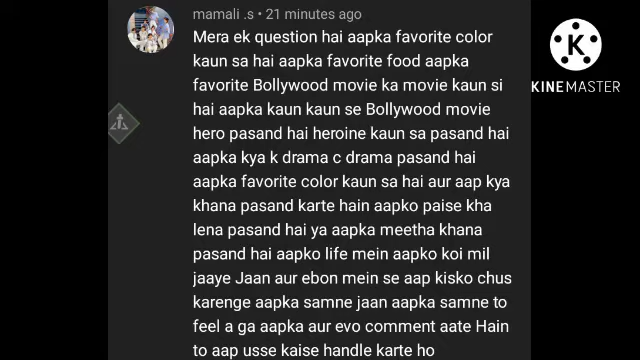 mamali .s • 21 minutes ago
Mera ek question hai aapka favorite color
kaun sa hai aapka favorite food aapka
favorite Bollywood movie ka movie kaun si
hai aapka kaun kaun se Bollywood movie
hero pasand hai heroine kaun sa pasand hai
aapka kya k drama c drama pasand hai
aapka favorite color kaun sa hai aur aap kya
khana pasand karte hain aapko paise kha
lena pasand hai ya aapka meetha khana
pasand hai aapko life mein aapko koi mil
jaaye Jaan aur ebon mein se aap kisko chus
karenge aapka samne jaan aapka samne to
feel a ga aapka aur evo comment aate Hain
to aap usse kaise handle karte ho
K
KINEMASTER